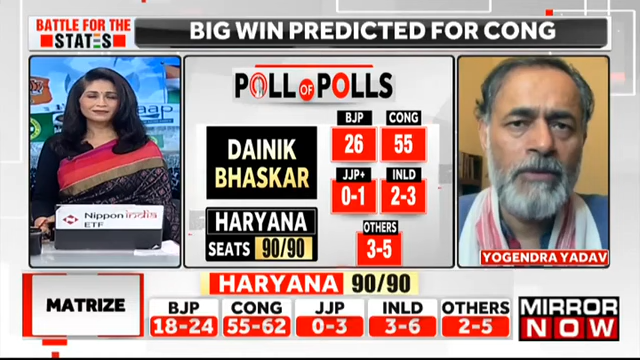 BATTLE FOR THE
STATES
BIG WIN PREDICTED FOR CONG
aap
POLL OF POLLS
DAINIK
BHASKAR
BJP
26
CONG
55
JJP+
0-1
INLD
2-3
HARYANA
SEATS 90/90
OTHERS
3-5
Nippon india
ETF
YOGENDRA YADAV
HARYANA 90/90
MATRIZE
BJP
18-24
CONG
55-62
JJP
0-3
INLD
3-6
OTHERS
2-5
MIRROR
NOW